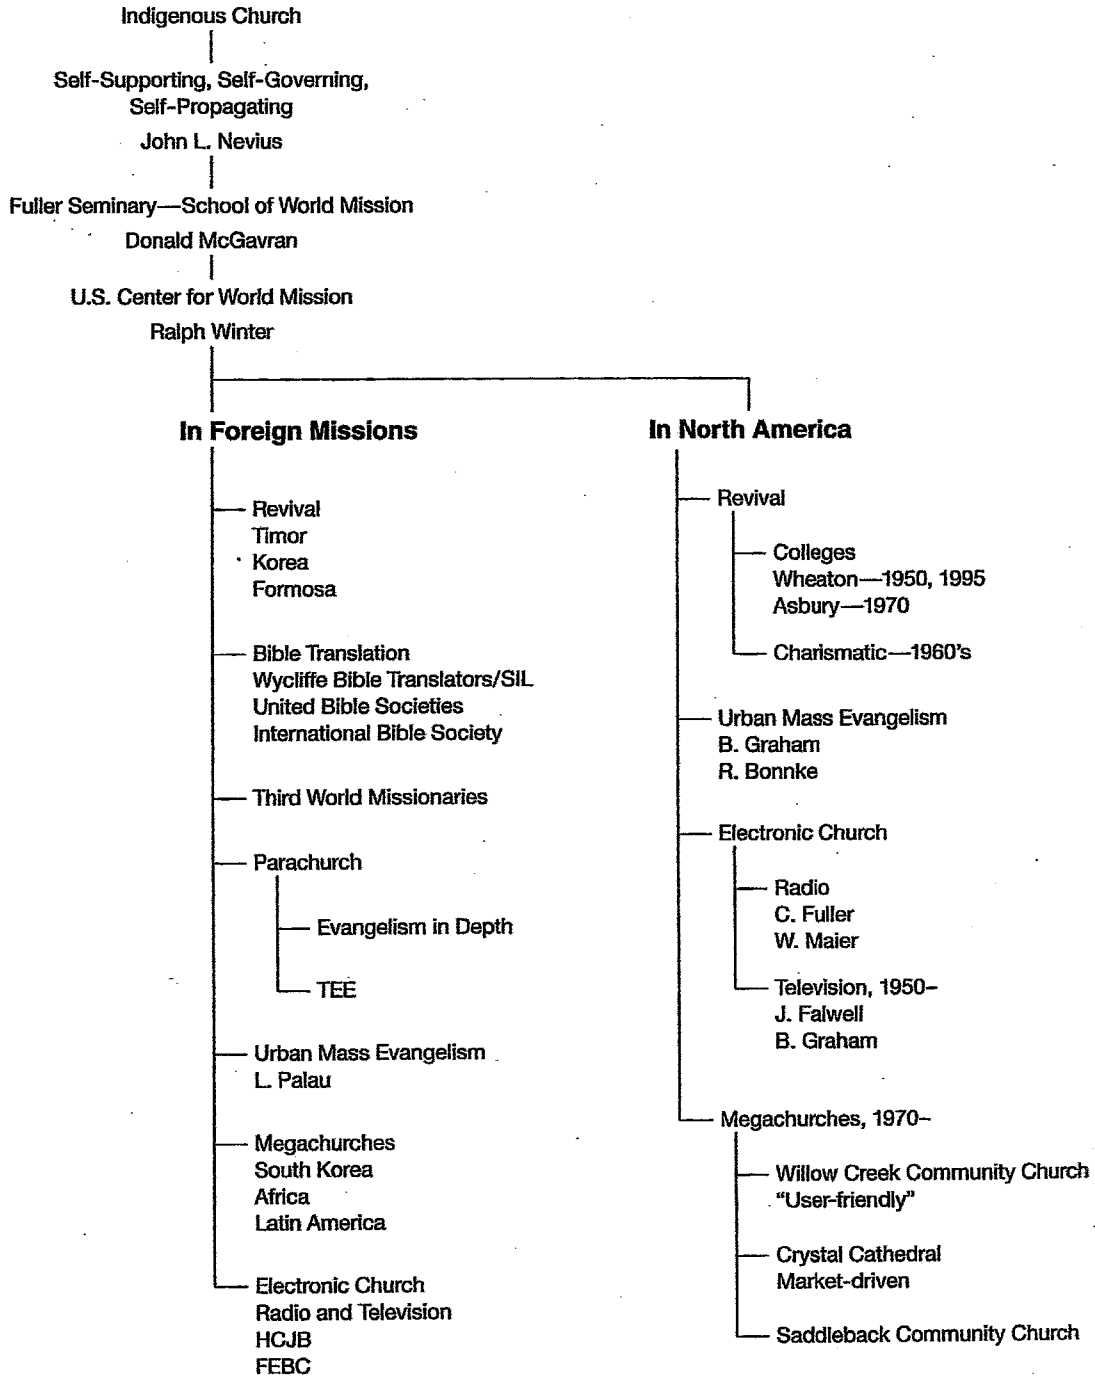 Indigenous Church
Self-Supporting, Self-Governing,
Self-Propagating
John L. Nevius
Fuller Seminary—School of World Mission
Donald McGavran
U.S. Center for World Mission
Ralph Winter
In Foreign Missions
Revival
Timor
Korea
Formosa
Bible Translation
Wycliffe Bible Translators/SIL
United Bible Societies
International Bible Society
Third World Missionaries
Parachurch
Evangelism in Depth
TEE
Urban Mass Evangelism
L. Palau
Megachurches
South Korea
Africa
Latin America
Electronic Church
Radio and Television
HCJB
FEBC
In North America
Revival
Colleges
Wheaton—1950, 1995
Asbury—1970
Charismatic—1960's
Urban Mass Evangelism
B. Graham
R. Bonnke
Electronic Church
Radio
C. Fuller
W. Maier
Television, 1950–
J. Falwell
B. Graham
Megachurches, 1970–
Willow Creek Community Church
"User-friendly"
Crystal Cathedral
Market-driven
Saddleback Community Church